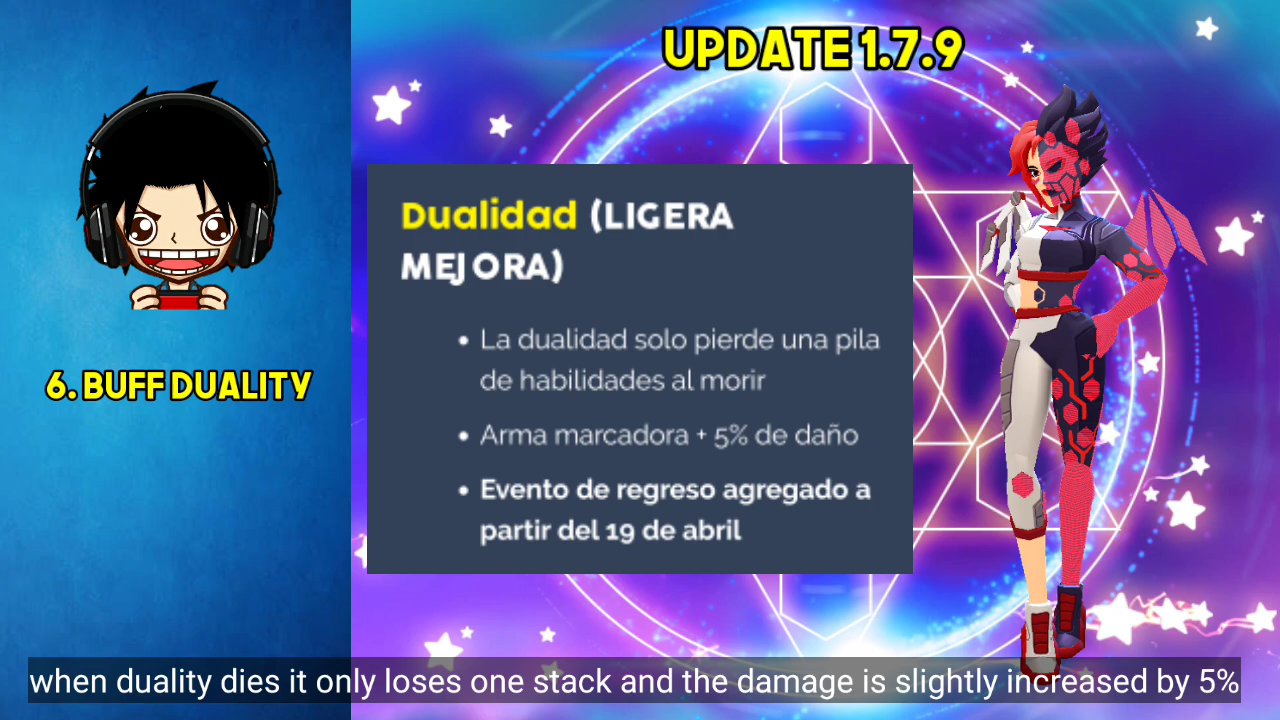 UPDATE 1.7.9
Dualidad (LIGERA
MEJORA)
• La dualidad solo pierde una pila
de habilidades al morir
• Arma marcadora + 5% de daño
• Evento de regreso agregado a
partir del 19 de abril
6. BUFF DUALITY
when duality dies it only loses one stack and the damage is slightly increased by 5%